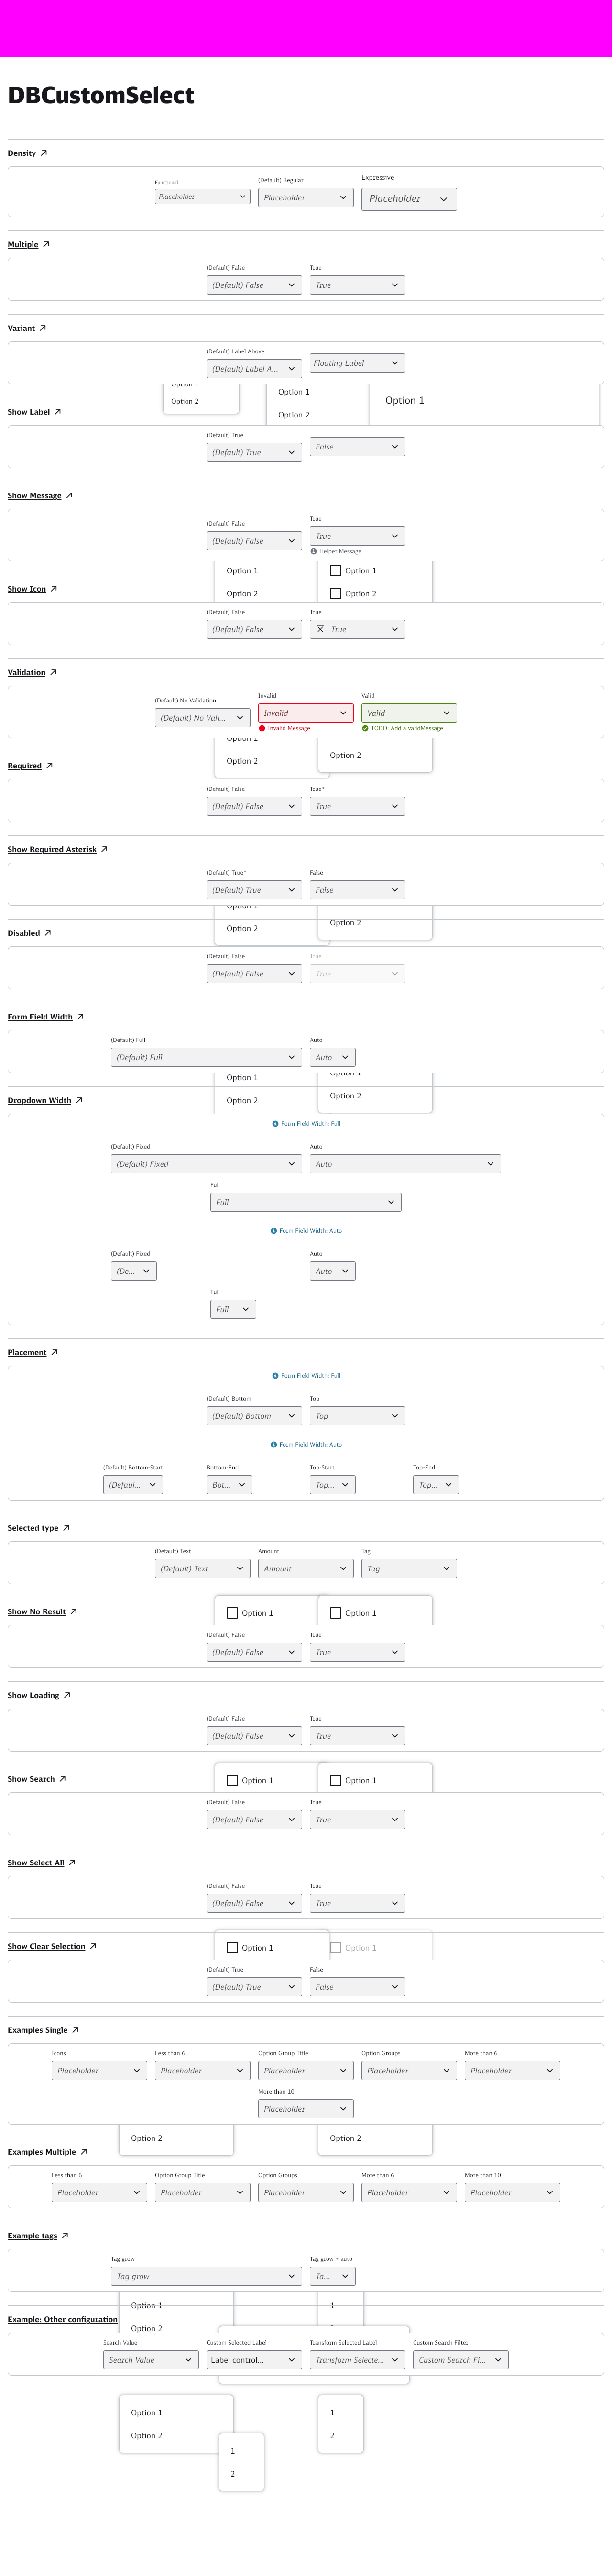 DBCustomSelect
Density
Functional
(Default) Regular
Expressive
Placeholder
Placeholder
Placeholder
Multiple
(Default) False
True
(Default) False
True
Variant
(Default) Label Above
(Default) Label A...
Floating Label
Option 1
Option 2
Option 1
Option 2
Option 1
Show Label
(Default) True
(Default) True
False
Show Message
(Default) False
True
(Default) False
True
Helper Message
Option 1
Option 1
Option 2
Option 2
Show Icon
(Default) False
True
(Default) False
True
Validation
(Default) No Validation
Invalid
Valid
(Default) No Vali...
Invalid
Valid
Invalid Message
TODO: Add a validMessage
Option 1
Option 2
Option 2
Required
(Default) False
True*
(Default) False
True
Show Required Asterisk
(Default) True*
False
(Default) True
False
Option 1
Option 2
Option 2
Disabled
(Default) False
True
(Default) False
True
Form Field Width
(Default) Full
Auto
(Default) Full
Auto
Option 1
Option 1
Option 2
Option 2
Dropdown Width
Form Field Width: Full
(Default) Fixed
Auto
(Default) Fixed
Auto
Full
Full
Form Field Width: Auto
(Default) Fixed
Auto
(De...
Auto
Full
Full
Placement
Form Field Width: Full
(Default) Bottom
Top
(Default) Bottom
Top
Form Field Width: Auto
(Default) Bottom-Start
Bottom-End
Top-Start
Top-End
(Defaul...
Bot...
Top...
Top...
Selected type
(Default) Text
Amount
Tag
(Default) Text
Amount
Tag
Show No Result
Option 1
Option 1
(Default) False
True
(Default) False
True
Show Loading
(Default) False
True
(Default) False
True
Show Search
Option 1
Option 1
(Default) False
True
(Default) False
True
Show Select All
(Default) False
True
(Default) False
True
Show Clear Selection
Option 1
Option 1
(Default) True
False
(Default) True
False
Examples Single
Icons
Less than 6
Option Group Title
Option Groups
More than 6
Placeholder
Placeholder
Placeholder
Placeholder
Placeholder
More than 10
Placeholder
Option 2
Option 2
Examples Multiple
Less than 6
Option Group Title
Option Groups
More than 6
More than 10
Placeholder
Placeholder
Placeholder
Placeholder
Placeholder
Example tags
Tag grow
Tag grow + auto
Tag grow
Ta...
Option 1
1
Option 2
Example: Other configuration
Search Value
Custom Selected Label
Transform Selected Label
Custom Search Filter
Search Value
Label control...
Transform Selecte...
Custom Search Fi...
Option 1
1
Option 2
2
1
2